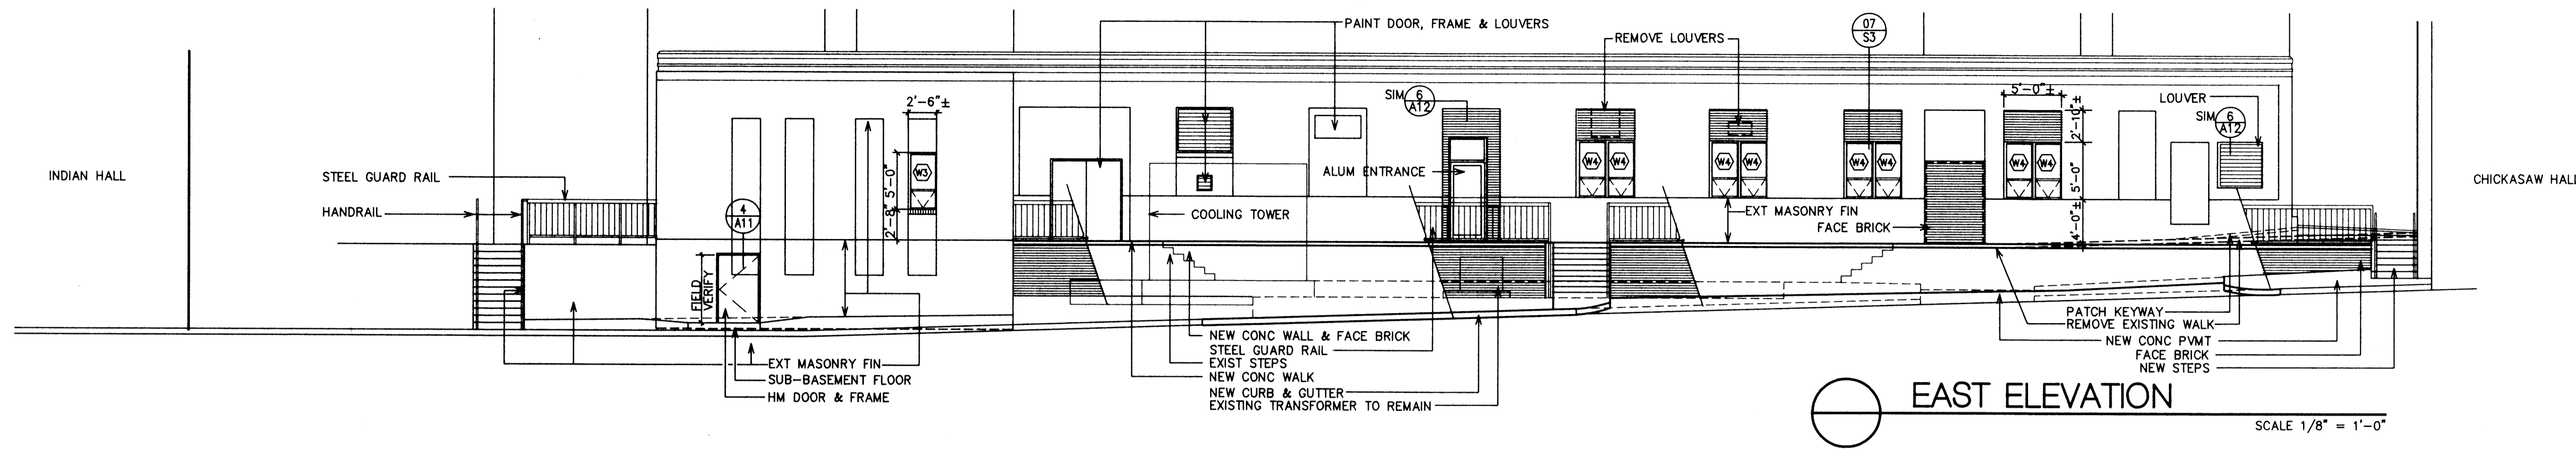 PAINT DOOR, FRAME & LOUVERS
REMOVE LOUVERS
07
S3
2'-6"±
SIM
6
A12
5'-0"±
LOUVER
SIM
6
A12
2'-10"±
INDIAN HALL
STEEL GUARD RAIL
HANDRAIL
4
A11
W3
5'-0"
2'-8"
ALUM ENTRANCE
COOLING TOWER
W4
W4
W4
W4
W4
W4
W4
W4
EXT MASONRY FIN
FACE BRICK
5'-0"
4'-0"±
CHICKASAW HALL
FIELD
VERIFY
EXT MASONRY FIN
SUB-BASEMENT FLOOR
HM DOOR & FRAME
NEW CONC WALL & FACE BRICK
STEEL GUARD RAIL
EXIST STEPS
NEW CONC WALK
NEW CURB & GUTTER
EXISTING TRANSFORMER TO REMAIN
PATCH KEYWAY
REMOVE EXISTING WALK
NEW CONC PVMT
FACE BRICK
NEW STEPS
EAST ELEVATION
SCALE 1/8" = 1'-0"